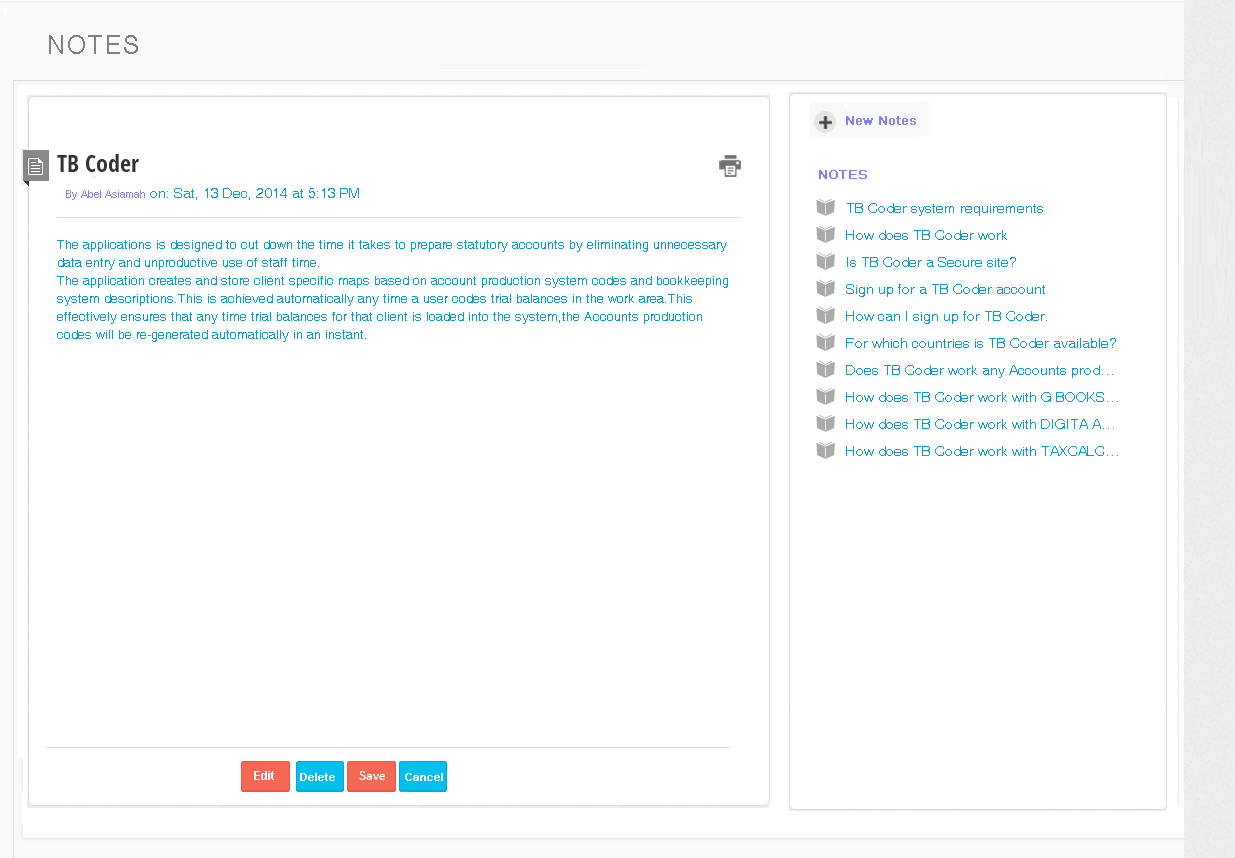 NOTES
TB Coder
By Abel Asiamah on: Sat, 13 Dec, 2014 at 5:13 PM
The applications is designed to cut down the time it takes to prepare statutory accounts by eliminating unnecessary
data entry and unproductive use of staff time.
The application creates and store client specific maps based on account production system codes and bookkeeping
system descriptions.This is achieved automatically any time a user codes trial balances in the work area.This
effectively ensures that any time trial balances for that client is loaded into the system,the Accounts production
codes will be re-generated automatically in an instant.
Edit Delete Save Cancel
New Notes
NOTES
TB Coder system requirements
How does TB Coder work
Is TB Coder a Secure site?
Sign up for a TB Coder account
How can I sign up for TB Coder.
For which countries is TB Coder available?
Does TB Coder work any Accounts prod...
How does TB Coder work with G BOOKS...
How does TB Coder work with DIGITA A...
How does TB Coder work with TAXCALC...